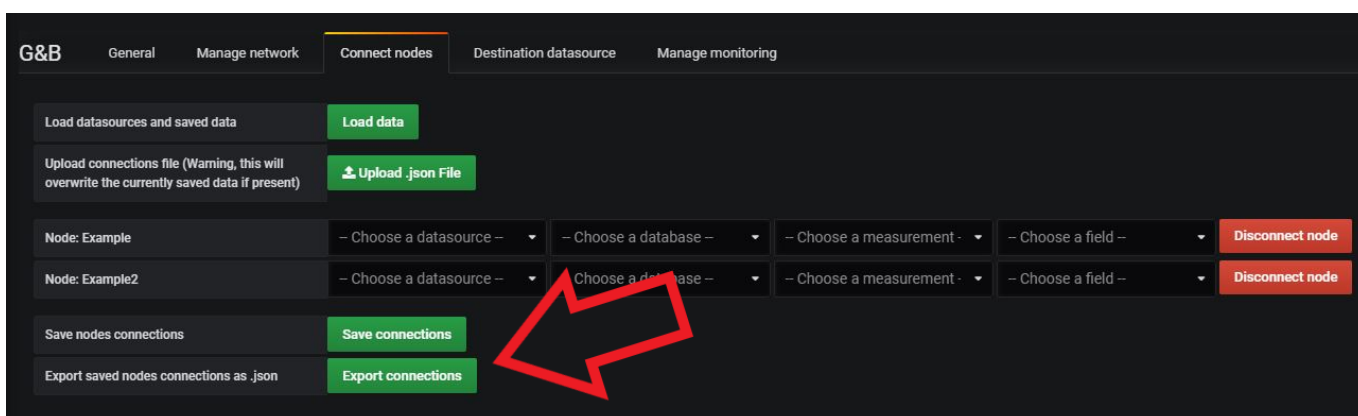 G&B General Manage network Connect nodes Destination datasource Manage monitoring
Load datasources and saved data Load data
Upload connections file (Warning, this will
overwrite the currently saved data if present) Upload .json File
Node: Example -- Choose a datasource -- -- Choose a database -- -- Choose a measurement - -- Choose a field -- Disconnect node
Node: Example2 -- Choose a datasource -- Choose a database -- -- Choose a measurement - -- Choose a field -- Disconnect node
Save nodes connections Save connections
Export saved nodes connections as .json Export connections